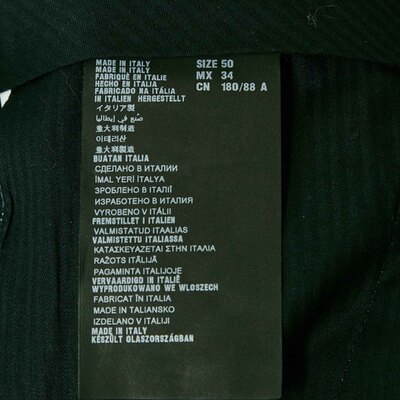 MADE IN ITALY
MADE IN ITALY
FABRIQUÉ EN ITALIE
HECHO EN ITALIA
FABRICADO NA ITÁLIA
IN ITALIEN HERGESTELLT
イタリア製
صنع في إيطاليا
意大利制造
이태리산
意大利製造
BUATAN ITALIA
СДЕЛАНО В ИТАЛИИ
İMAL YERİ İTALYA
ЗРОБЛЕНО В ІТАЛІЇ
ИЗРАБОТЕНО В ИТАЛИЯ
VYROBENO V ITÁLII
FREMSTILLET I ITALIEN
VALMISTATUD ITAALIAS
VALMISTETTU ITALIASSA
ΚΑΤΑΣΚΕΥΑΖΕΤΑΙ ΣΤΗΝ ΙΤΑΛΙΑ
RAŽOTS ITĀLIJĀ
PAGAMINTA ITALIJOJE
VERVAARDIGD IN ITALIË
WYPRODUKOWANO WE WLOSZECH
FABRICAT ÎN ITALIA
MADE IN TALIANSKO
IZDELANO V ITALIJI
MADE IN ITALY
KÉSZÜLT OLASZORSZÁGBAN
SIZE 50
MX 34
CN 180/88 A